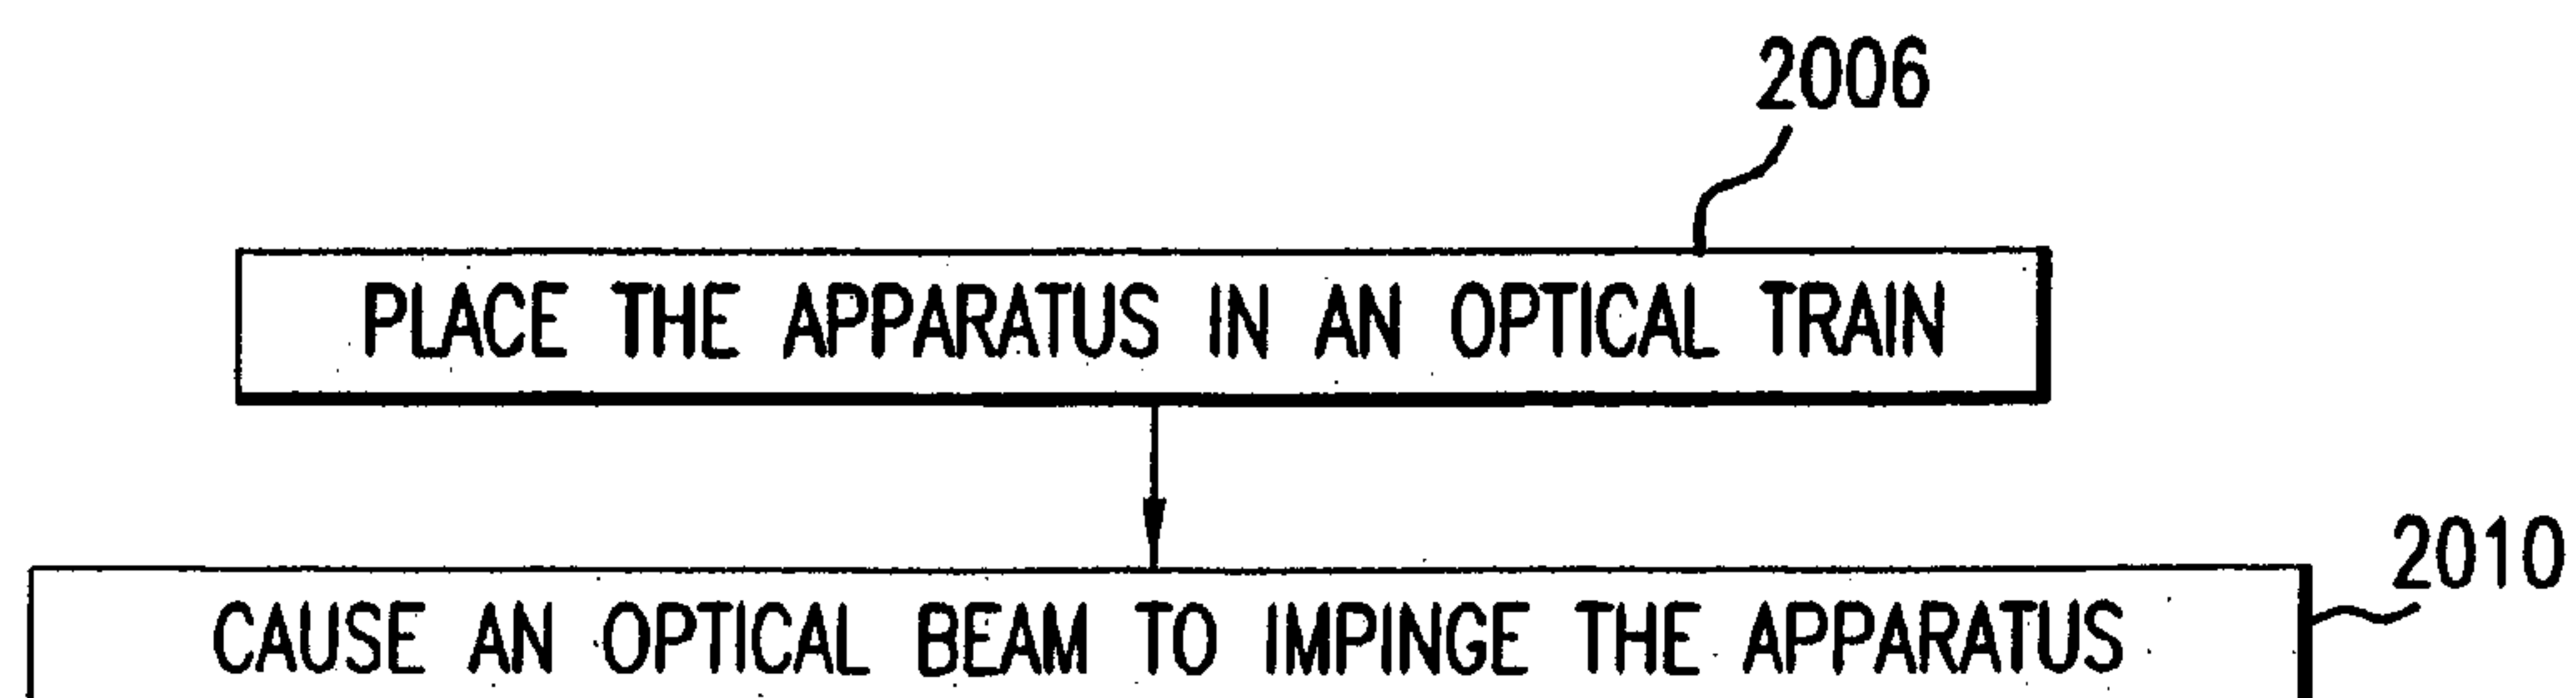 2006
PLACE THE APPARATUS IN AN OPTICAL TRAIN
2010
CAUSE AN OPTICAL BEAM TO IMPINGE THE APPARATUS